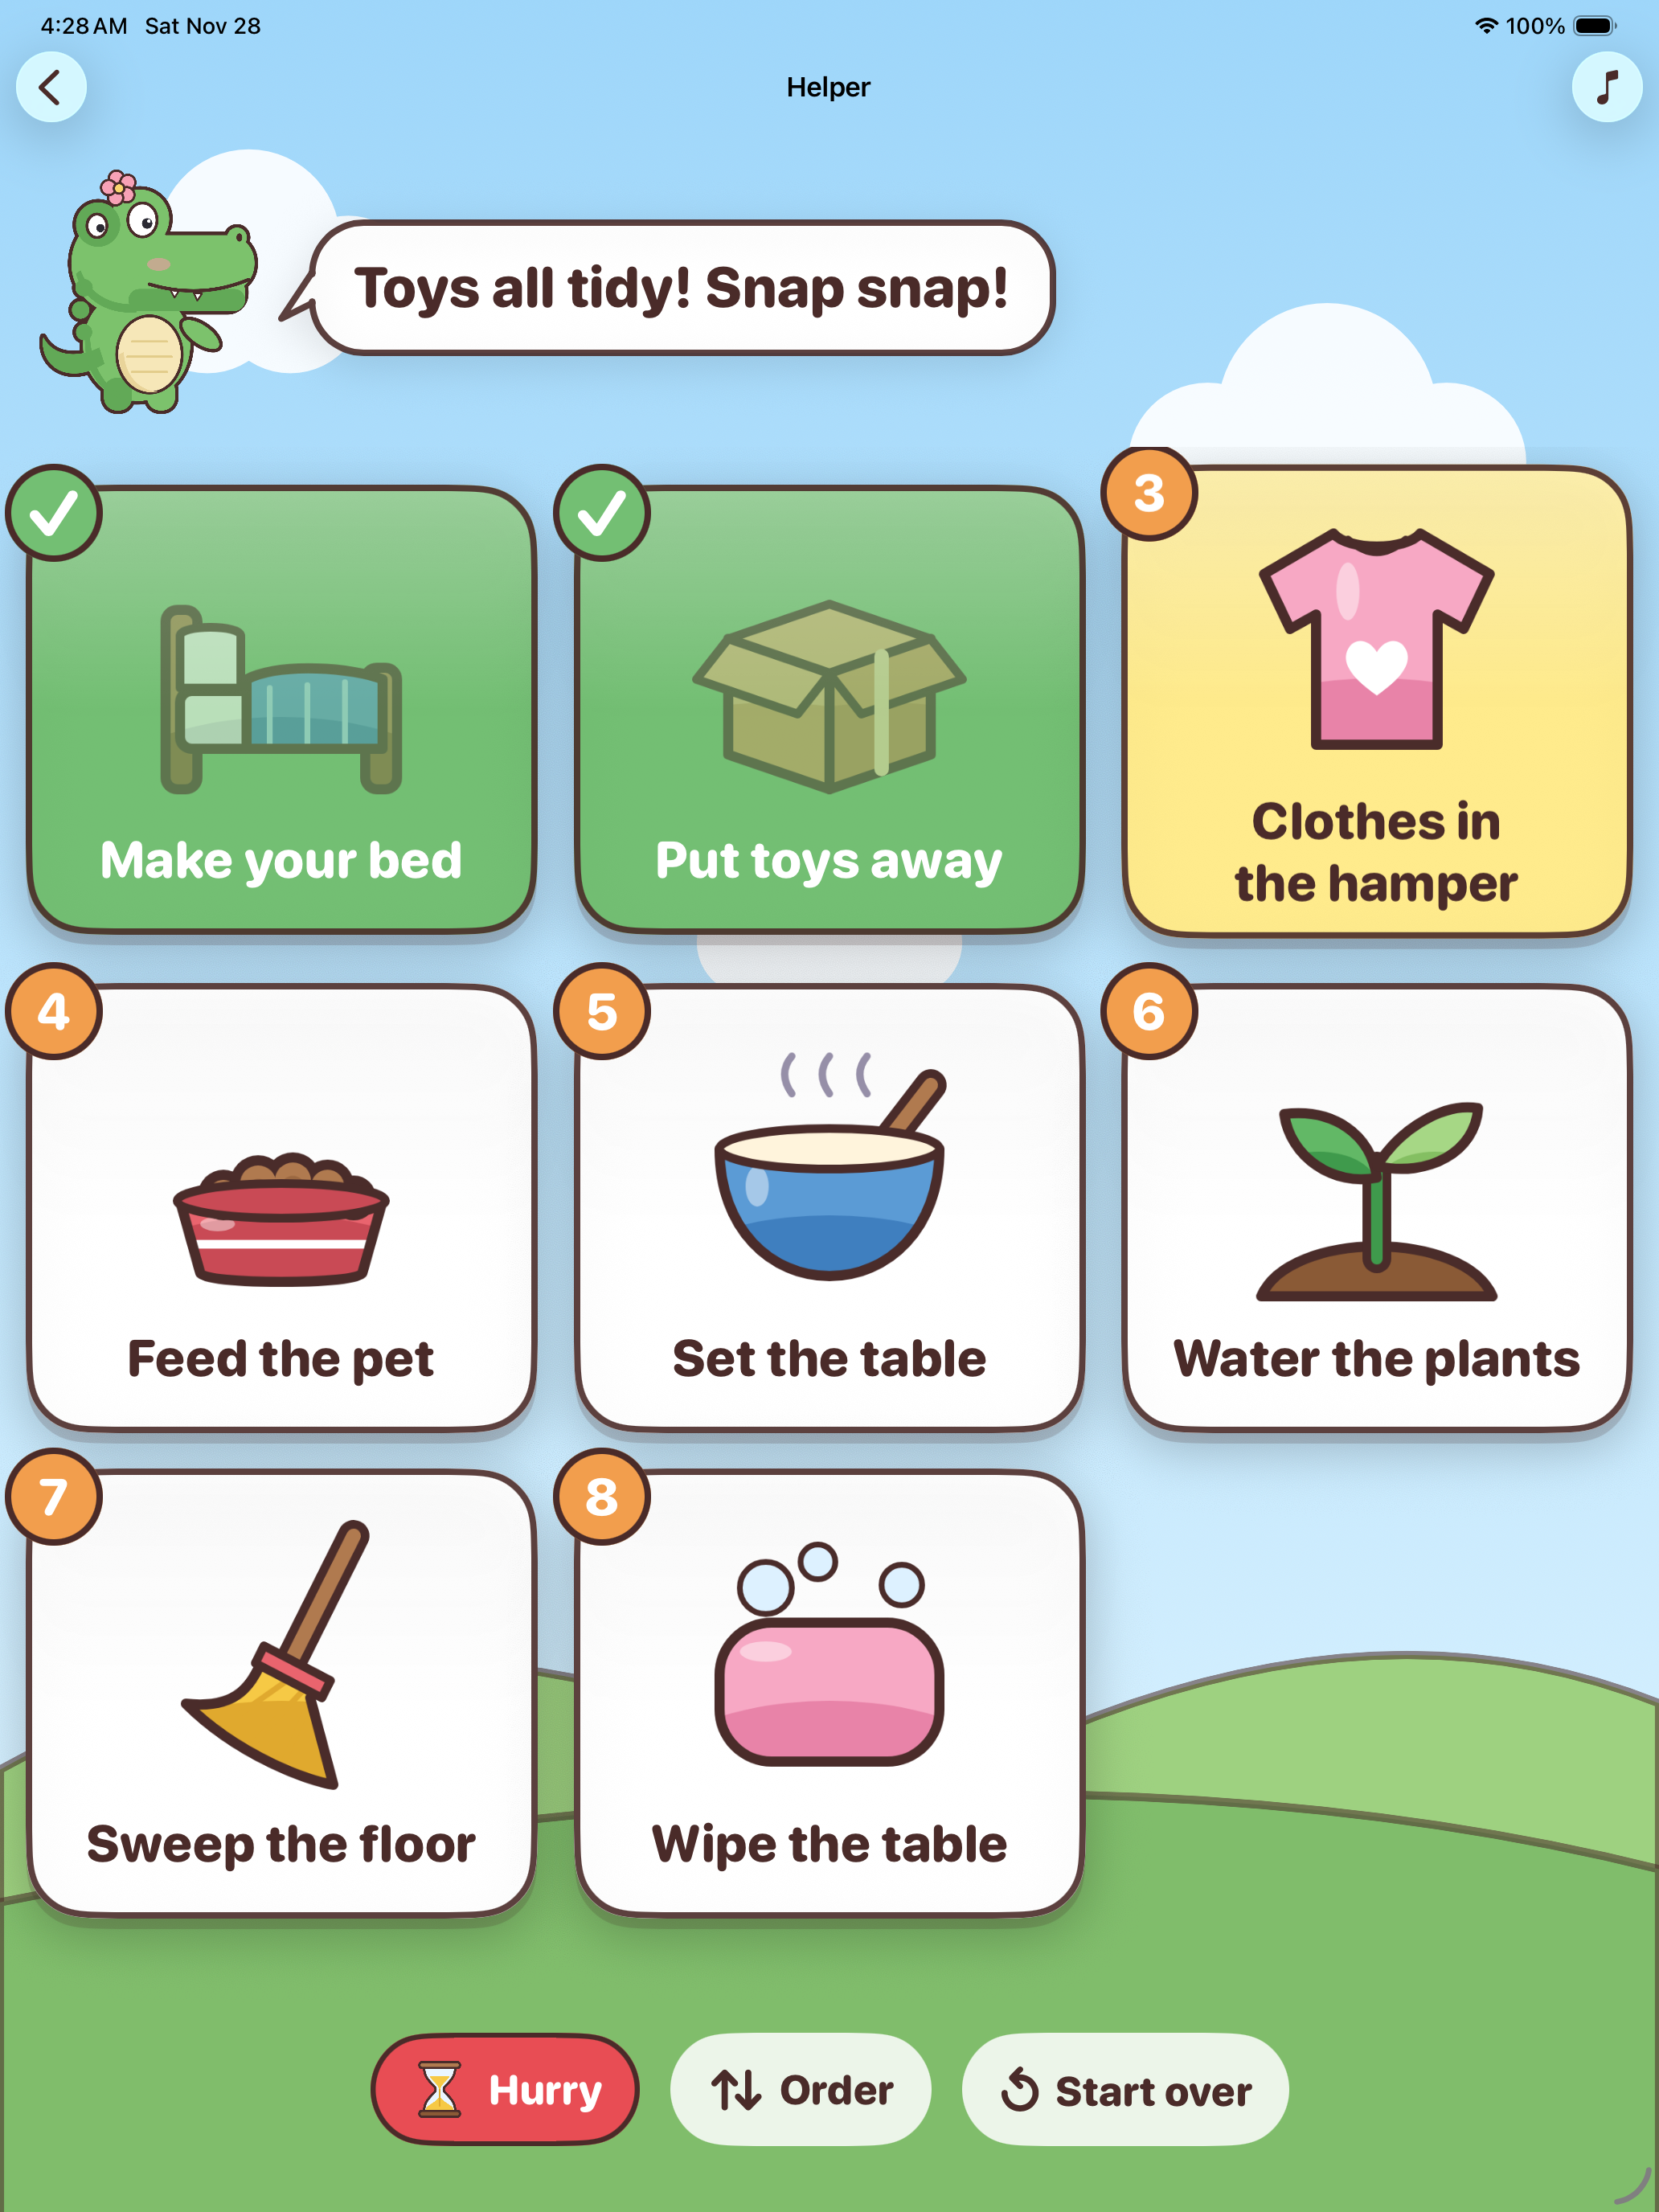 4:28 AM Sat Nov 28
100%
Helper
Toys all tidy! Snap snap!
Make your bed
Put toys away
3
Clothes in
the hamper
4
Feed the pet
5
Set the table
6
Water the plants
7
Sweep the floor
8
Wipe the table
Hurry
Order
Start over